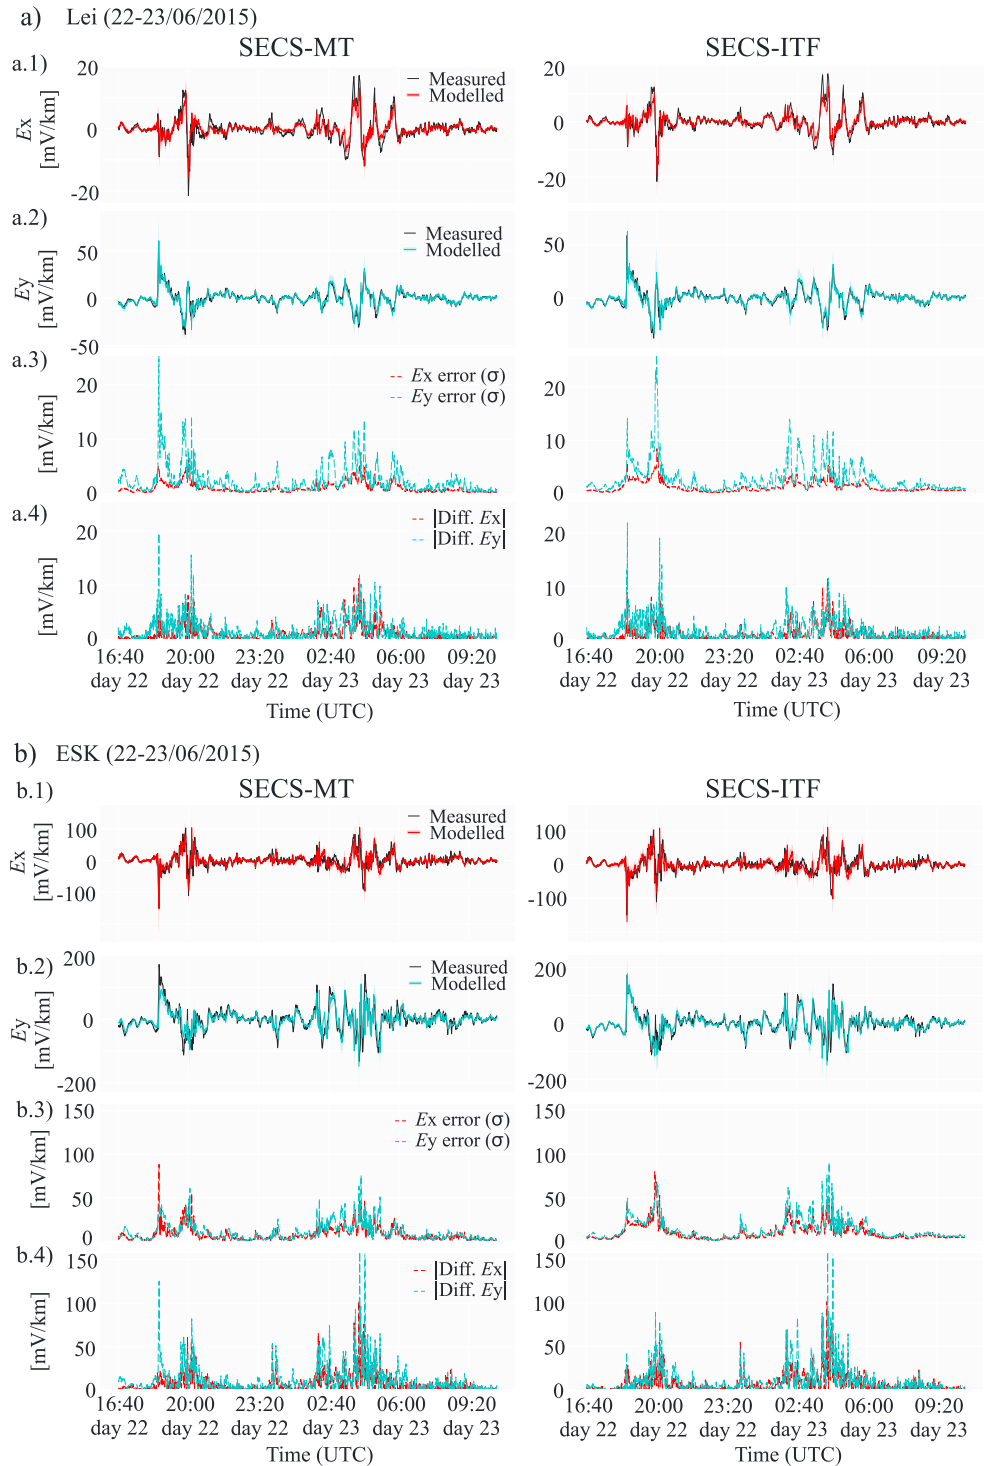 a) Lei (22-23/06/2015)
SECS-MT
SECS-ITF
a.1)
Ex
[mV/km]
20
0
-20
Measured
Modelled
20
0
-20
a.2)
Ey
[mV/km]
50
0
-50
Measured
Modelled
50
0
a.3)
[mV/km]
20
10
0
Ex error (σ)
Ey error (σ)
20
10
0
a.4)
[mV/km]
20
10
0
|Diff. Ex|
|Diff. Ey|
20
10
0
16:40 20:00 23:20 02:40 06:00 09:20
day 22 day 22 day 22 day 23 day 23 day 23
Time (UTC)
16:40 20:00 23:20 02:40 06:00 09:20
day 22 day 22 day 22 day 23 day 23 day 23
Time (UTC)
b) ESK (22-23/06/2015)
SECS-MT
SECS-ITF
b.1)
Ex
[mV/km]
100
0
-100
Measured
Modelled
100
0
-100
b.2)
Ey
[mV/km]
200
0
-200
Measured
Modelled
200
0
-200
b.3)
[mV/km]
150
100
50
0
Ex error (σ)
Ey error (σ)
150
100
50
0
b.4)
[mV/km]
150
100
50
0
|Diff. Ex|
|Diff. Ey|
150
100
50
0
16:40 20:00 23:20 02:40 06:00 09:20
day 22 day 22 day 22 day 23 day 23 day 23
Time (UTC)
16:40 20:00 23:20 02:40 06:00 09:20
day 22 day 22 day 22 day 23 day 23 day 23
Time (UTC)